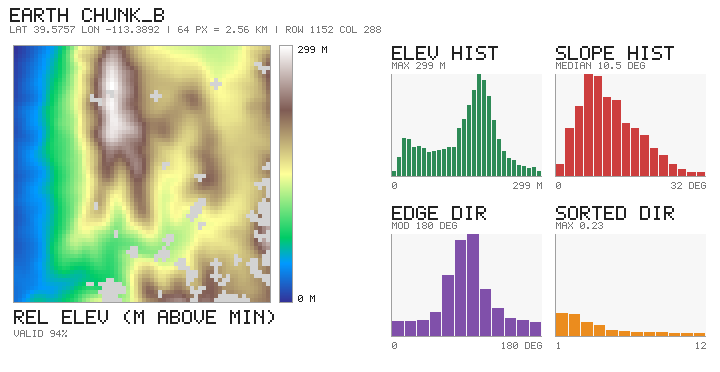 EARTH CHUNK_B
LAT 39.5757 LON -113.3892 | 64 PX = 2.56 KM | ROW 1152 COL 288
299 M
0 M
REL ELEV (M ABOVE MIN)
VALID 94%
ELEV HIST
MAX 299 M
0 299 M
SLOPE HIST
MEDIAN 10.5 DEG
0 32 DEG
EDGE DIR
MOD 180 DEG
0 180 DEG
SORTED DIR
MAX 0.23
1 12